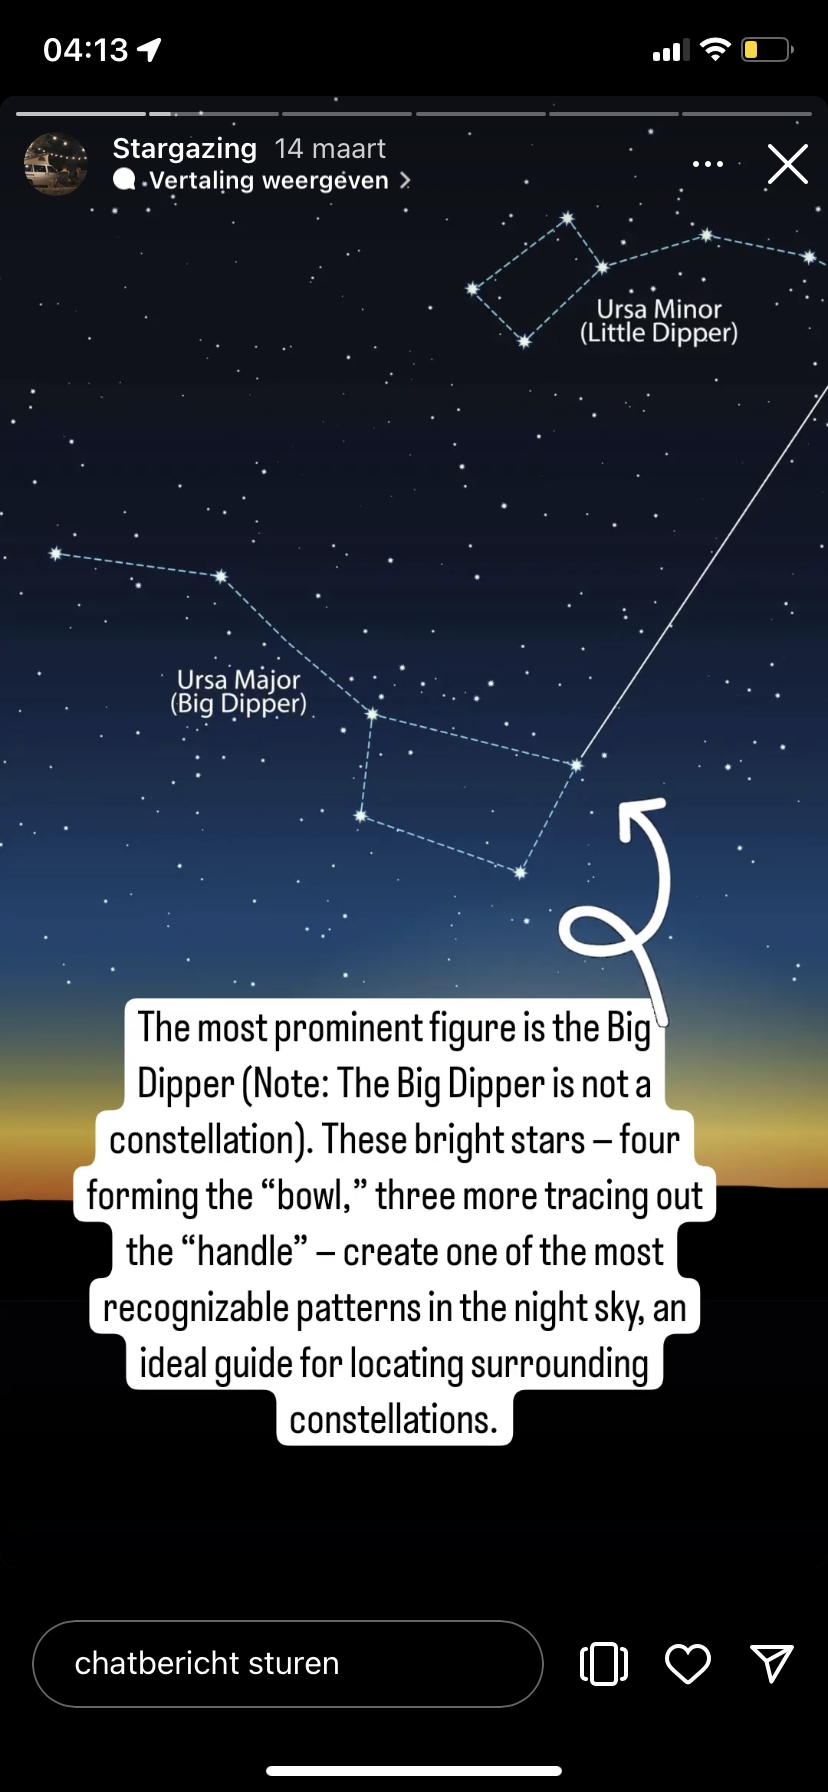 04:13
Stargazing 14 maart
Vertaling weergeven
Ursa Minor
(Little Dipper)
Ursa Major
(Big Dipper)
The most prominent figure is the Big
Dipper (Note: The Big Dipper is not a
constellation). These bright stars – four
forming the “bowl,” three more tracing out
the “handle” – create one of the most
recognizable patterns in the night sky, an
ideal guide for locating surrounding
constellations.
chatbericht sturen